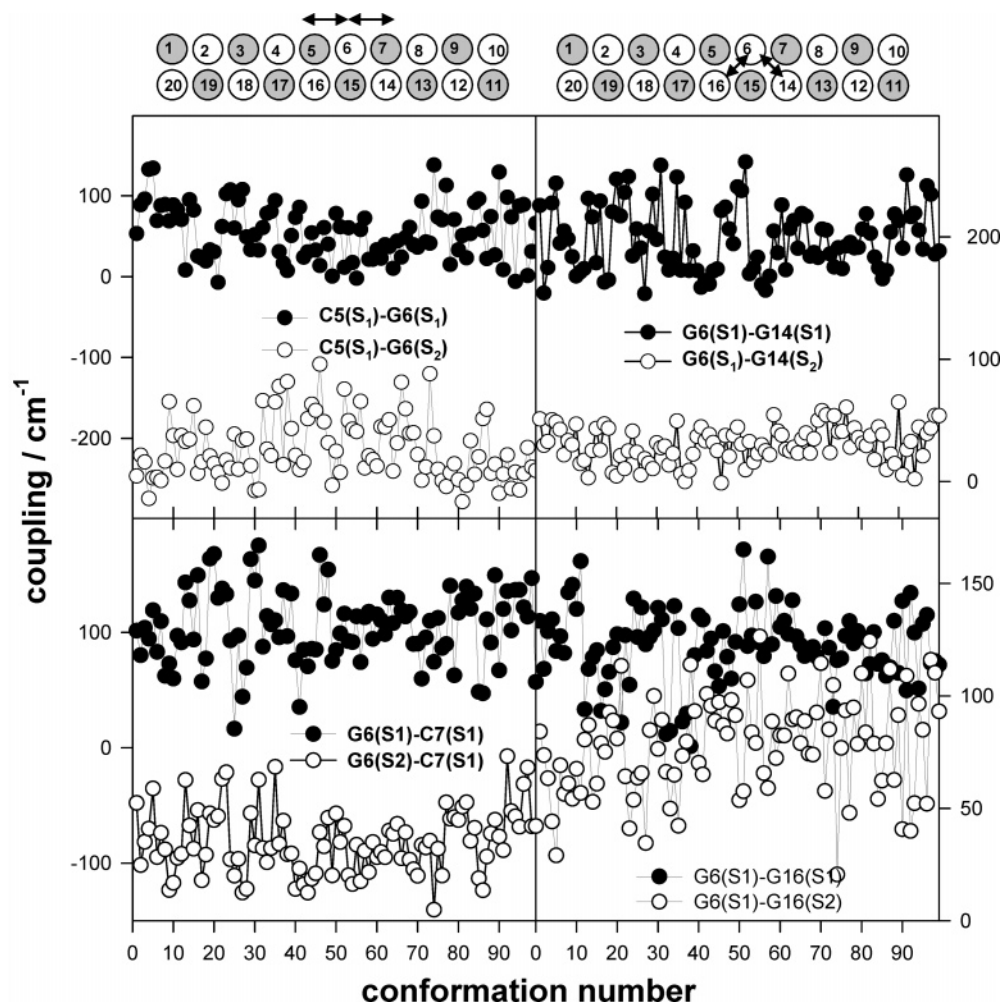 1 2 3 4 5 6 7 8 9 10
20 19 18 17 16 15 14 13 12 11
1 2 3 4 5 6 7 8 9 10
20 19 18 17 16 15 14 13 12 11
coupling / cm⁻¹
100
0
-100
-200
C5(S₁)-G6(S₁)
C5(S₁)-G6(S₂)
G6(S1)-G14(S1)
G6(S₁)-G14(S₂)
200
100
0
100
0
-100
G6(S1)-C7(S1)
G6(S2)-C7(S1)
G6(S1)-G16(S1)
G6(S1)-G16(S2)
150
100
50
0
0 10 20 30 40 50 60 70 80 90 0 10 20 30 40 50 60 70 80 90
conformation number